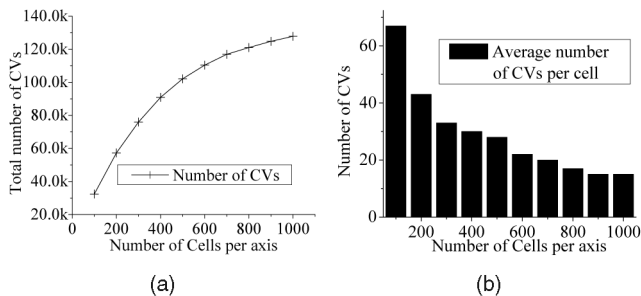 140.0k
120.0k
100.0k
80.0k
60.0k
40.0k
20.0k
Total number of CVs
Number of CVs
0 200 400 600 800 1000
Number of Cells per axis
(a)
60
40
20
0
Number of CVs
Average number
of CVs per cell
200 400 600 800 1000
Number of Cells per axis
(b)